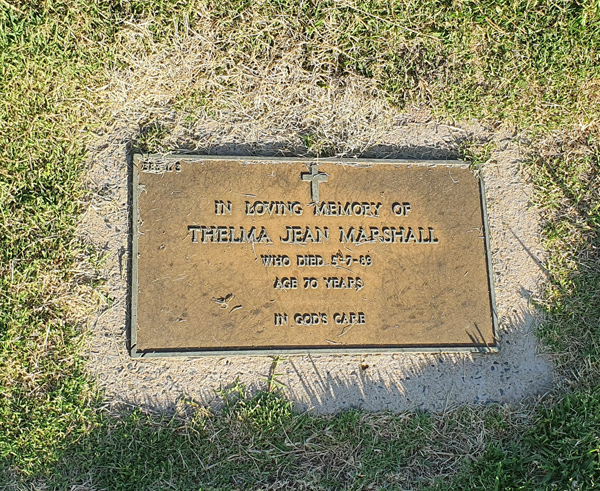 IN LOVING MEMORY OF
THELMA JEAN MARSHALL
WHO DIED 5-7-89
AGE 70 YEARS
IN GOD'S CARE